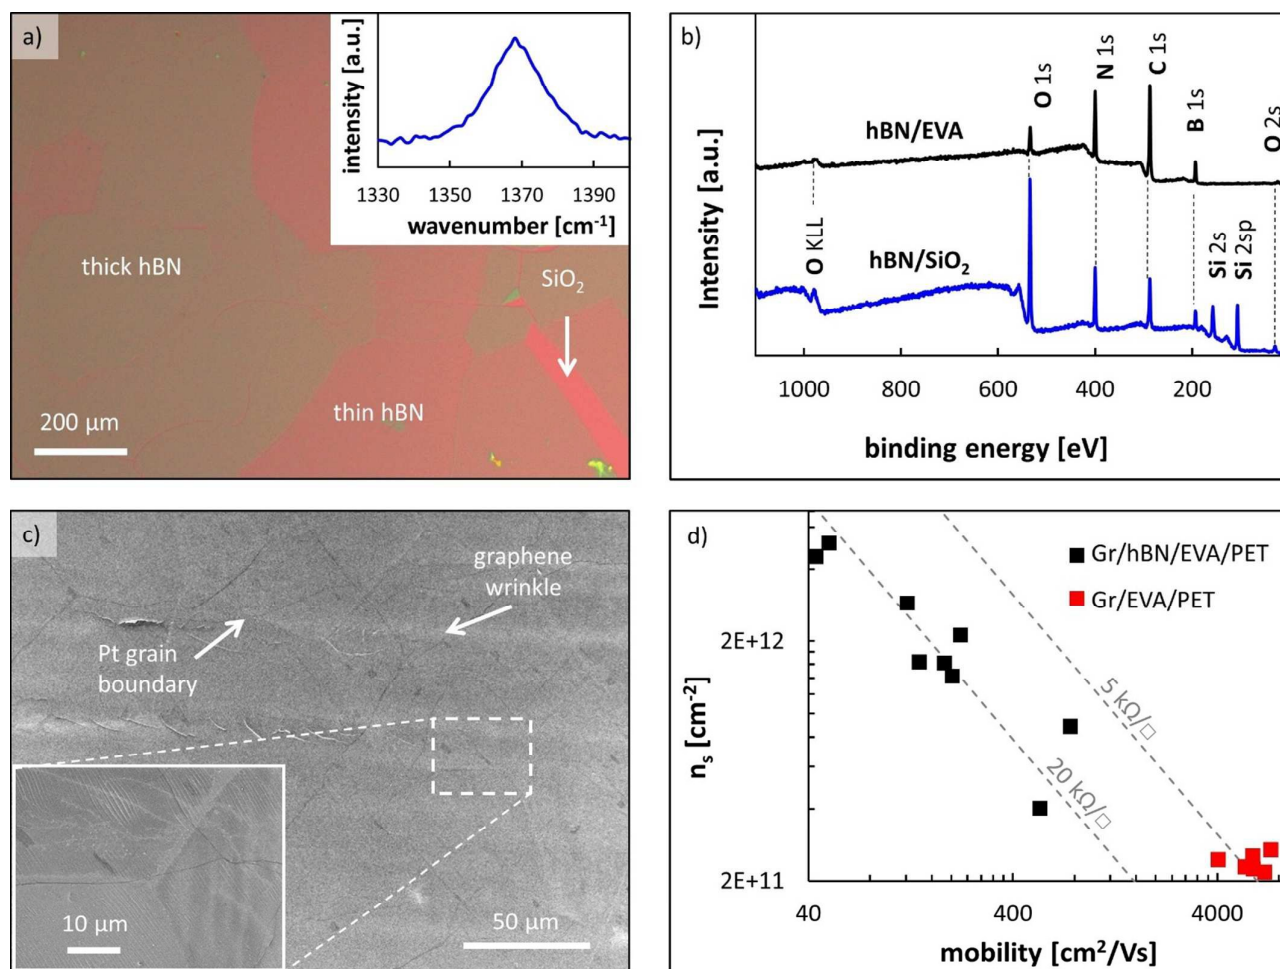 a)
intensity [a.u.]
1330
1350
1370
1390
wavenumber [cm⁻¹]
thick hBN
SiO₂
thin hBN
200 µm
b)
Intensity [a.u.]
hBN/EVA
hBN/SiO₂
O KLL
O 1s
N 1s
C 1s
B 1s
O 2s
Si 2s
Si 2sp
1000
800
600
400
200
binding energy [eV]
c)
graphene
wrinkle
Pt grain
boundary
10 µm
50 µm
d)
Gr/hBN/EVA/PET
Gr/EVA/PET
nₛ [cm⁻²]
2E+12
2E+11
5 kΩ/□
20 kΩ/□
40
400
4000
mobility [cm²/Vs]